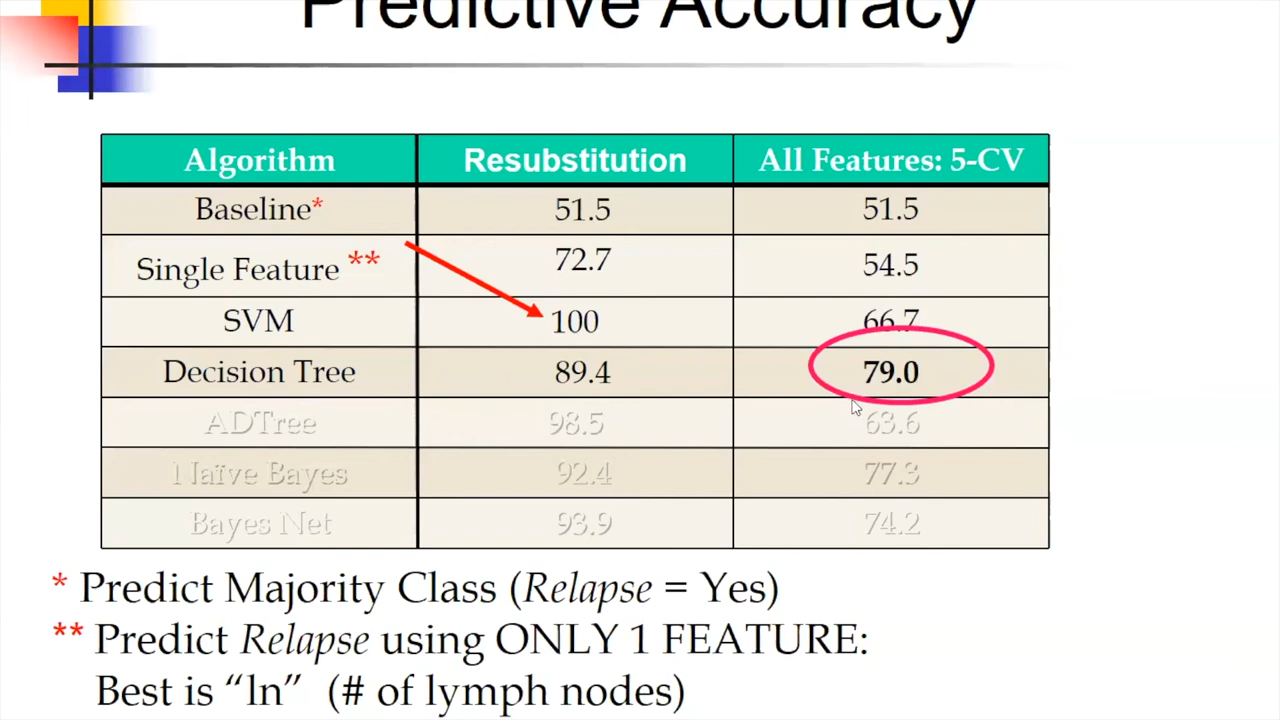 Predictive Accuracy
Algorithm Resubstitution All Features: 5-CV
Baseline* 51.5 51.5
Single Feature ** 72.7 54.5
SVM 100 66.7
Decision Tree 89.4 79.0
ADTree 98.5 63.6
Naïve Bayes 92.4 77.3
Bayes Net 93.9 74.2
* Predict Majority Class (Relapse = Yes)
** Predict Relapse using ONLY 1 FEATURE:
Best is “ln” (# of lymph nodes)